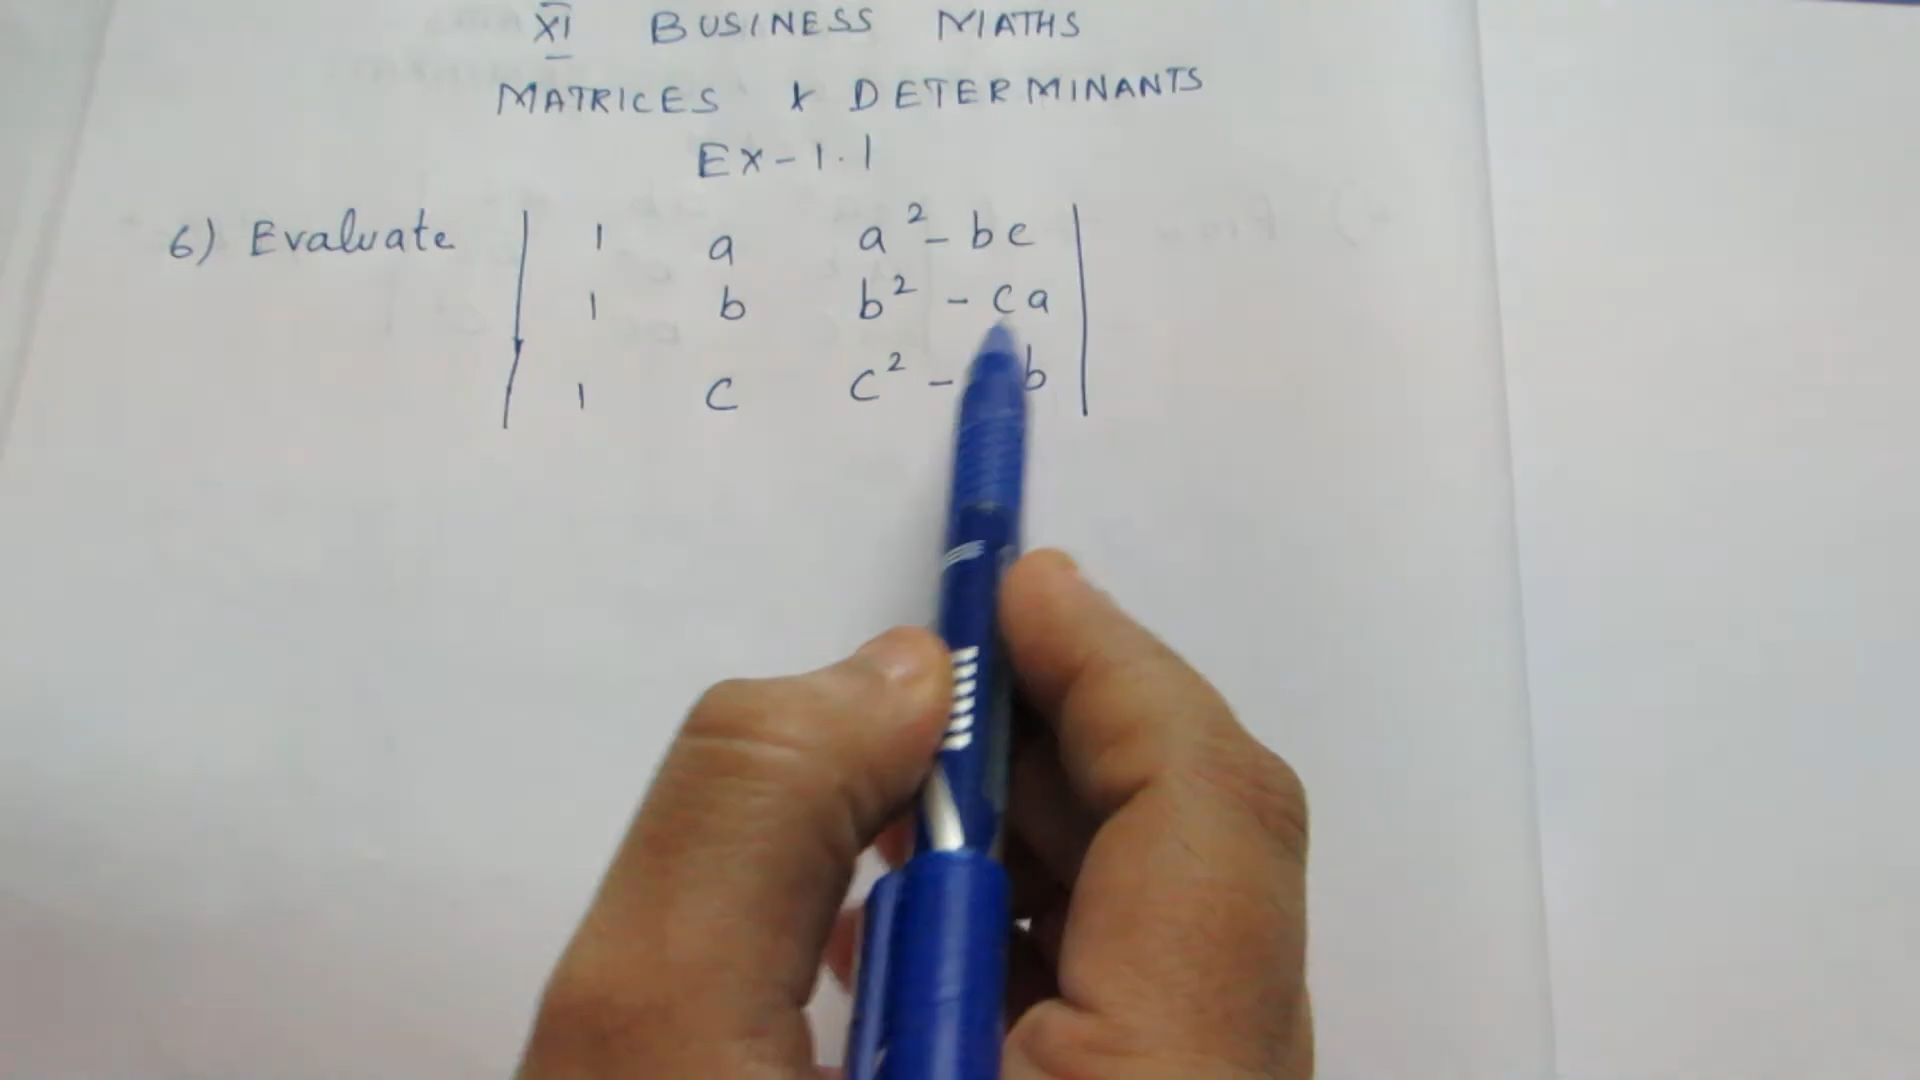 XI BUSINESS MATHS
MATRICES & DETERMINANTS
EX-1.1
6) Evaluate | 1 a a² - bc |
| 1 b b² - ca |
| 1 c c² - b |